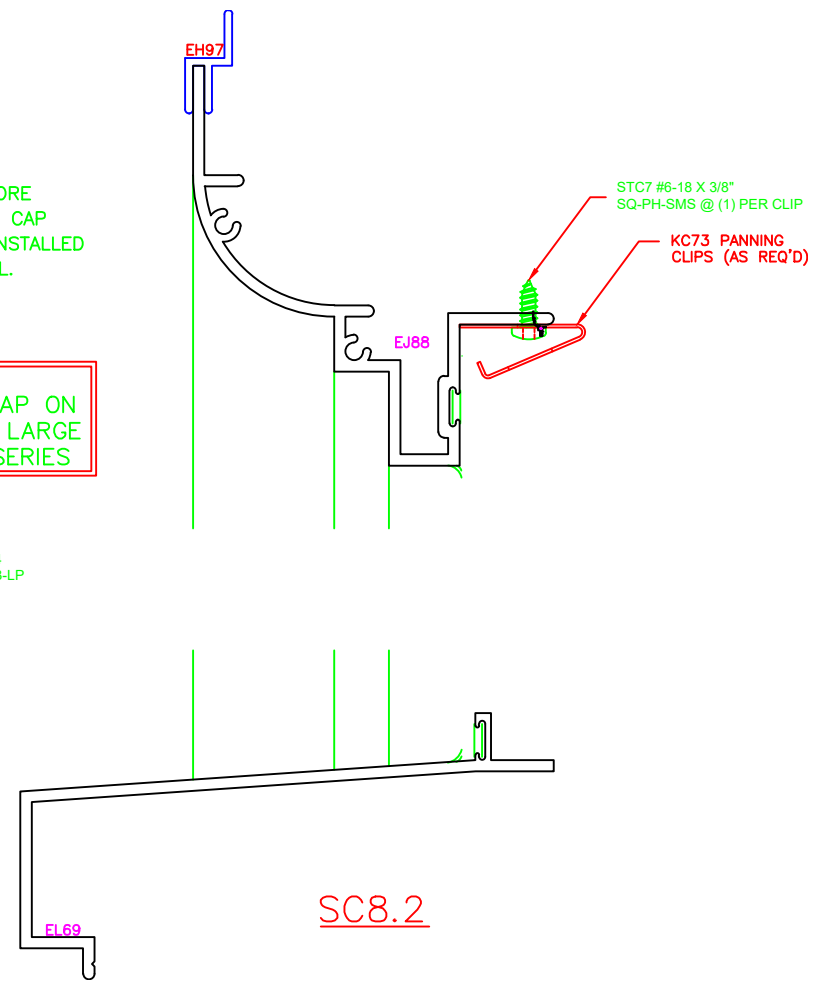 EH97
STC7 #6-18 X 3/8"
SQ-PH-SMS @ (1) PER CLIP
ORE
CAP
NSTALLED
L.
KC73 PANNING
CLIPS (AS REQ'D)
EJ88
AP ON
LARGE
SERIES
-LP
EL69
SC8.2